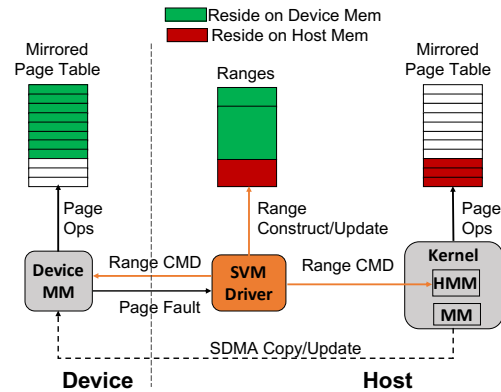 Reside on Device Mem
Reside on Host Mem
Mirrored
Page Table
Ranges
Mirrored
Page Table
Page
Ops
Range
Construct/Update
Page
Ops
Device
MM
Range CMD
Page Fault
SVM
Driver
Range CMD
Kernel
HMM
MM
SDMA Copy/Update
Device
Host